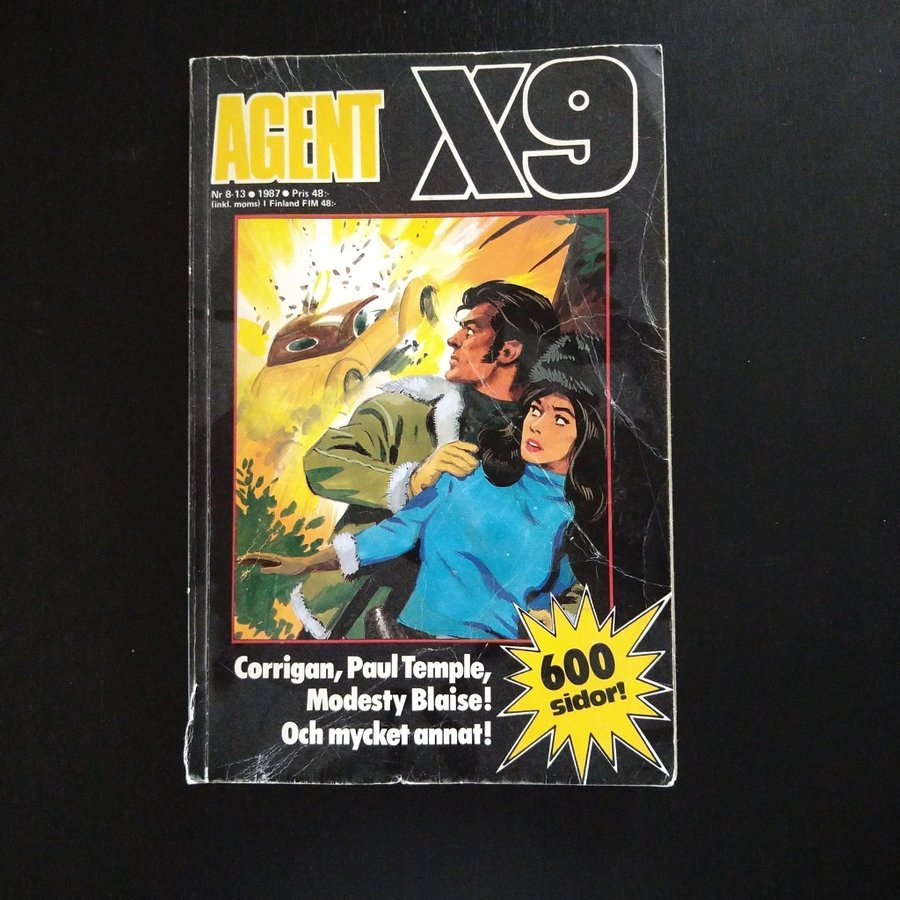 AGENT X9
Nr 8-13 ● 1987 ● Pris 48:-
(inkl. moms) I Finland FIM 48:-
Corrigan, Paul Temple,
Modesty Blaise!
Och mycket annat!
600
sidor!